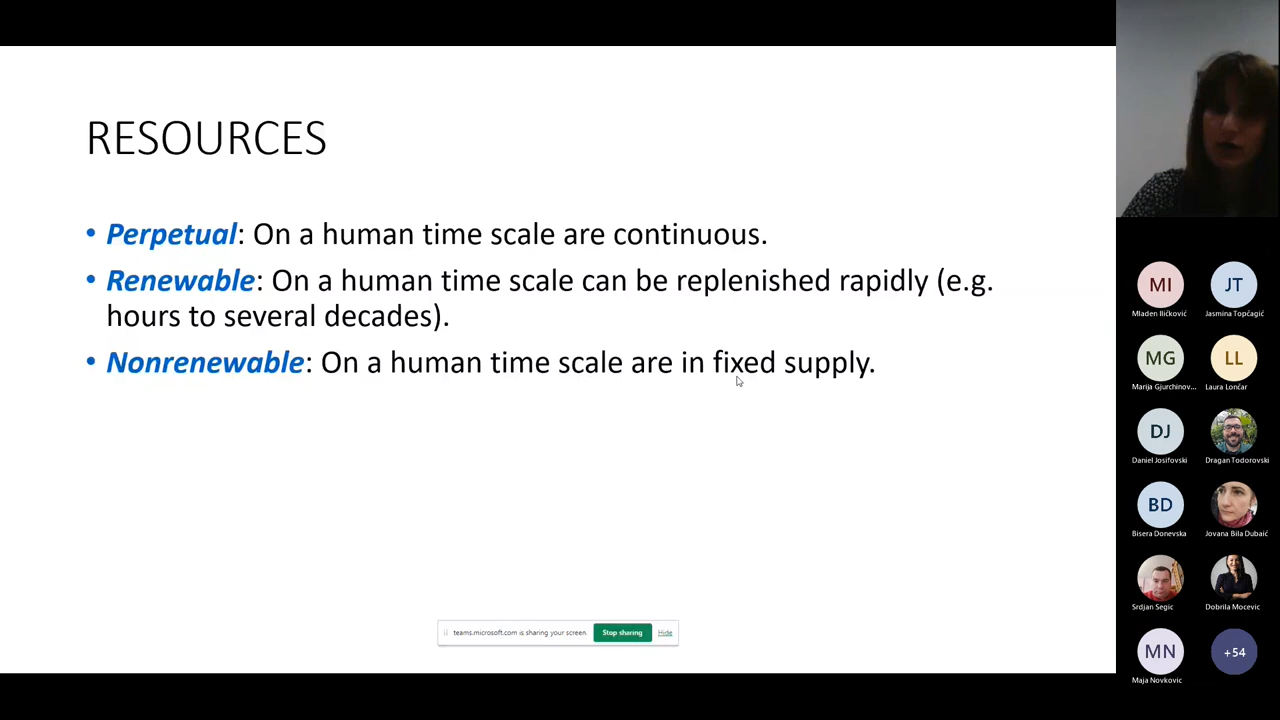 RESOURCES
• Perpetual: On a human time scale are continuous.
• Renewable: On a human time scale can be replenished rapidly (e.g.
hours to several decades).
• Nonrenewable: On a human time scale are in fixed supply.
teams.microsoft.com is sharing your screen. Stop sharing Hide
MI JT
Mladen Iličković Jasmina Topčagić
MG LL
Marija Gjurchinov... Laura Lončar
DJ
Daniel Josifovski Dragan Todorovski
BD
Bisera Donevska Jovana Bila Dubaić
Srdjan Segic Dobrila Mocevic
MN +54
Maja Novkovic